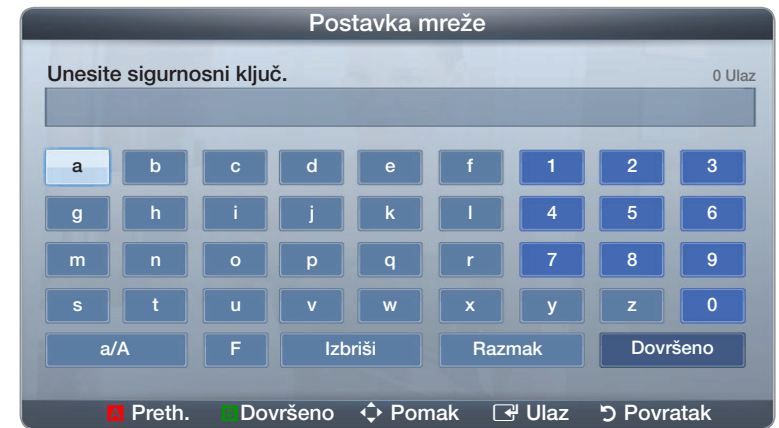 Postavka mreže
Unesite sigurnosni ključ. 0 Ulaz
a b c d e f 1 2 3
g h i j k l 4 5 6
m n o p q r 7 8 9
s t u v w x y z 0
a/A F Izbriši Razmak Dovršeno
A Preth. B Dovršeno Pomak Ulaz Povratak